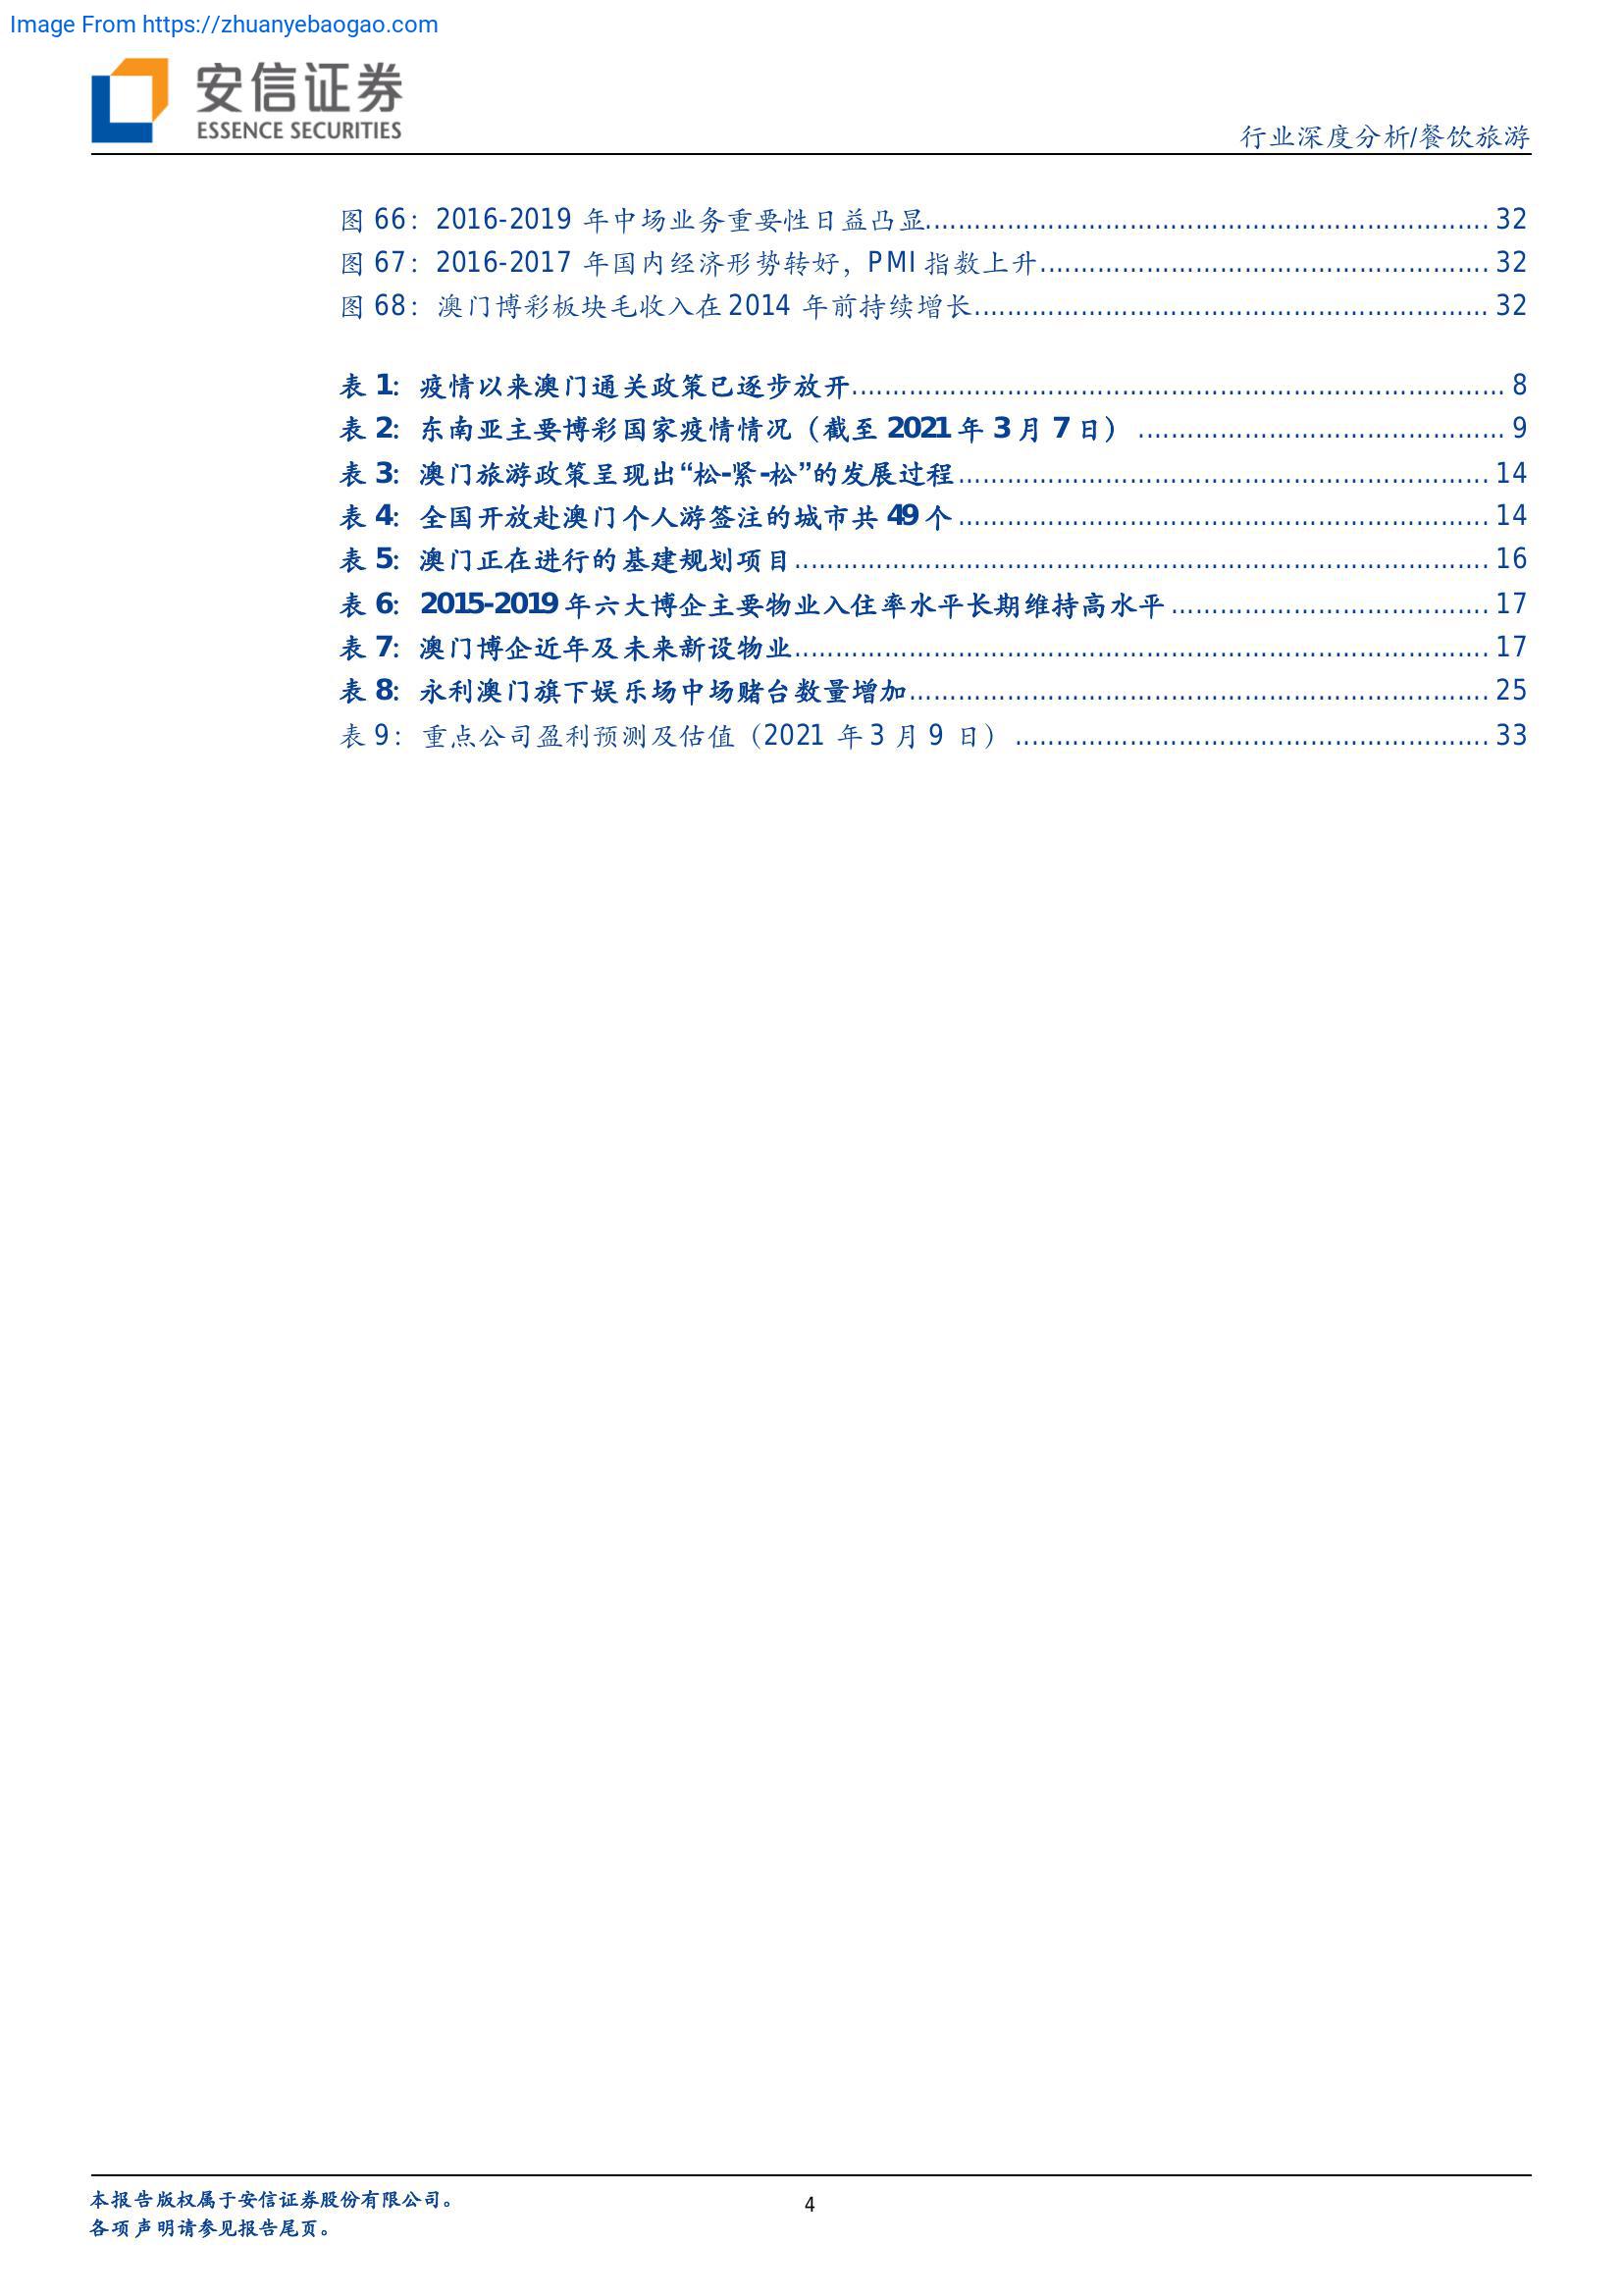 Image From https://zhuanyebaogao.com
安信证券
ESSENCE SECURITIES
行业深度分析/餐饮旅游
图 66：2016-2019 年中场业务重要性日益凸显 32
图 67：2016-2017 年国内经济形势转好，PMI 指数上升 32
图 68：澳门博彩板块毛收入在 2014 年前持续增长 32
表 1：疫情以来澳门通关政策已逐步放开 8
表 2：东南亚主要博彩国家疫情情况（截至 2021 年 3 月 7 日） 9
表 3：澳门旅游政策呈现出“松-紧-松”的发展过程 14
表 4：全国开放赴澳门个人游签注的城市共 49 个 14
表 5：澳门正在进行的基建规划项目 16
表 6：2015-2019 年六大博企主要物业入住率水平长期维持高水平 17
表 7：澳门博企近年及未来新设物业 17
表 8：永利澳门旗下娱乐场中场赌台数量增加 25
表 9：重点公司盈利预测及估值（2021 年 3 月 9 日） 33
本报告版权属于安信证券股份有限公司。
各项声明请参见报告尾页。
4